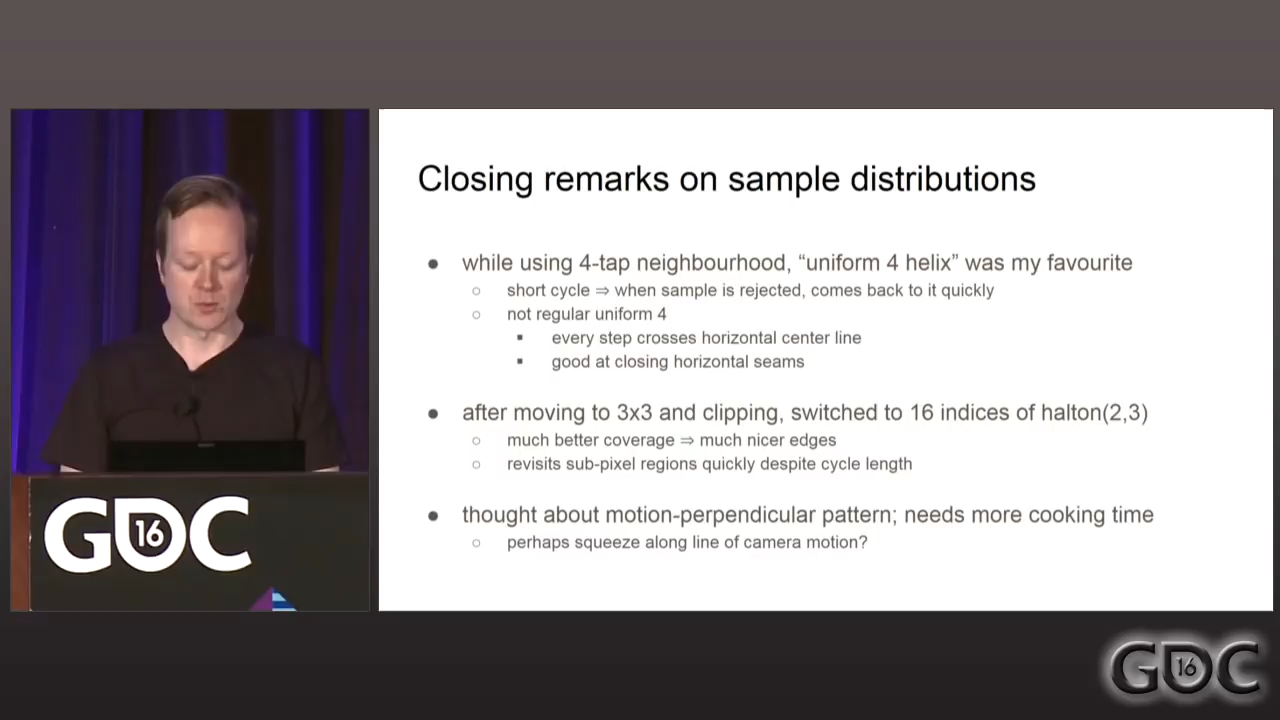 Closing remarks on sample distributions
● while using 4-tap neighbourhood, “uniform 4 helix” was my favourite
○ short cycle ⇒ when sample is rejected, comes back to it quickly
○ not regular uniform 4
▪ every step crosses horizontal center line
▪ good at closing horizontal seams
● after moving to 3x3 and clipping, switched to 16 indices of halton(2,3)
○ much better coverage ⇒ much nicer edges
○ revisits sub-pixel regions quickly despite cycle length
● thought about motion-perpendicular pattern; needs more cooking time
○ perhaps squeeze along line of camera motion?
GDC 16
GDC 16